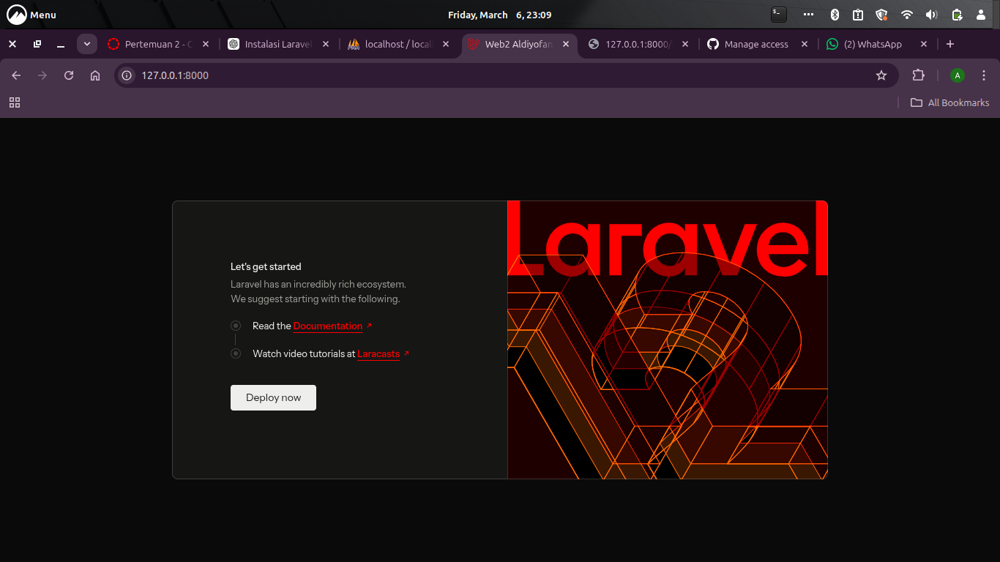 Menu
Friday, March 6, 23:09
Pertemuan 2 - C
Instalasi Laravel
localhost / local
Web2 Aldiyofan
127.0.0.1:8000/
Manage access
(2) WhatsApp
127.0.0.1:8000
A
All Bookmarks
Laravel
Let's get started
Laravel has an incredibly rich ecosystem.
We suggest starting with the following.
Read the Documentation
Watch video tutorials at Laracasts
Deploy now